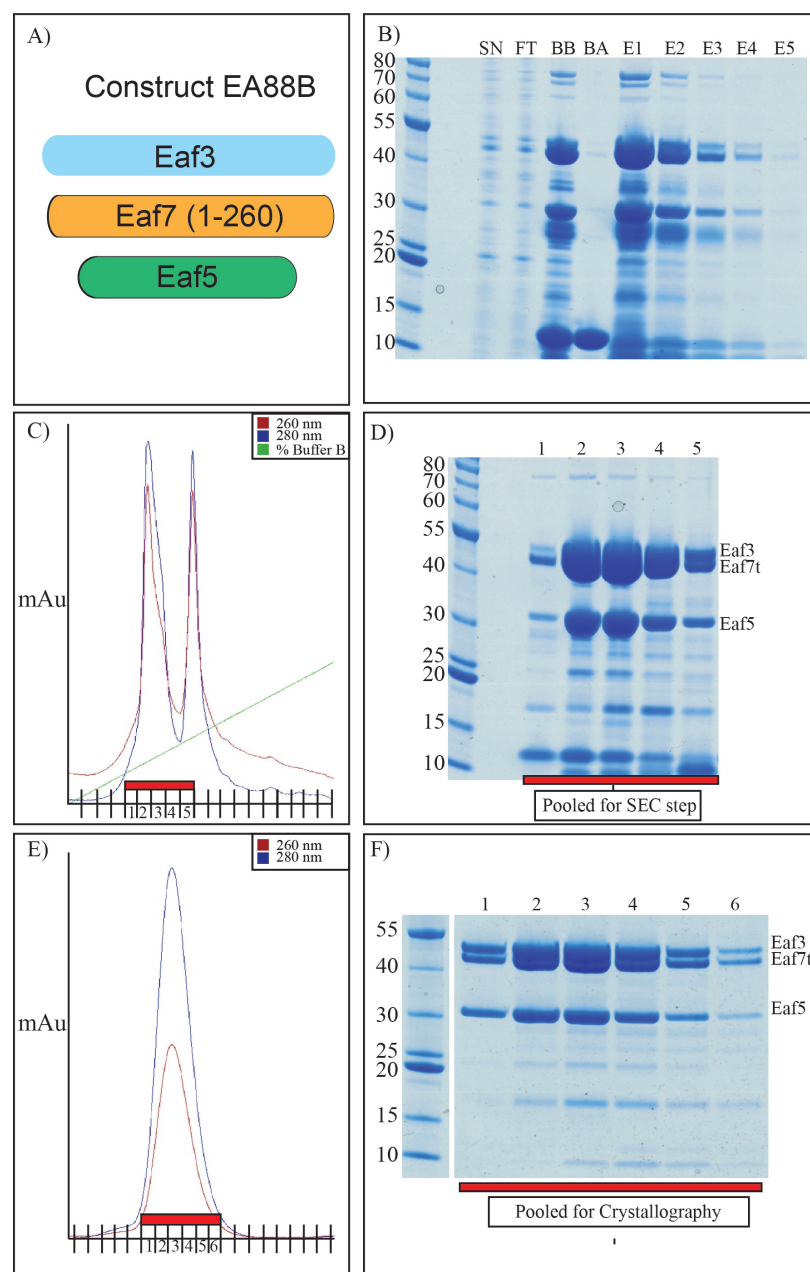 A)
Construct EA88B
Eaf3
Eaf7 (1-260)
Eaf5
B)
SN FT BB BA E1 E2 E3 E4 E5
80
70
60
55
40
30
25
20
15
10
C)
260 nm
280 nm
% Buffer B
mAu
1 2 3 4 5
D)
1 2 3 4 5
80
70
60
55
40
30
25
20
15
10
Eaf3
Eaf7t
Eaf5
Pooled for SEC step
E)
260 nm
280 nm
mAu
1 2 3 4 5 6
F)
1 2 3 4 5 6
55
40
30
25
20
15
10
Eaf3
Eaf7t
Eaf5
Pooled for Crystallography